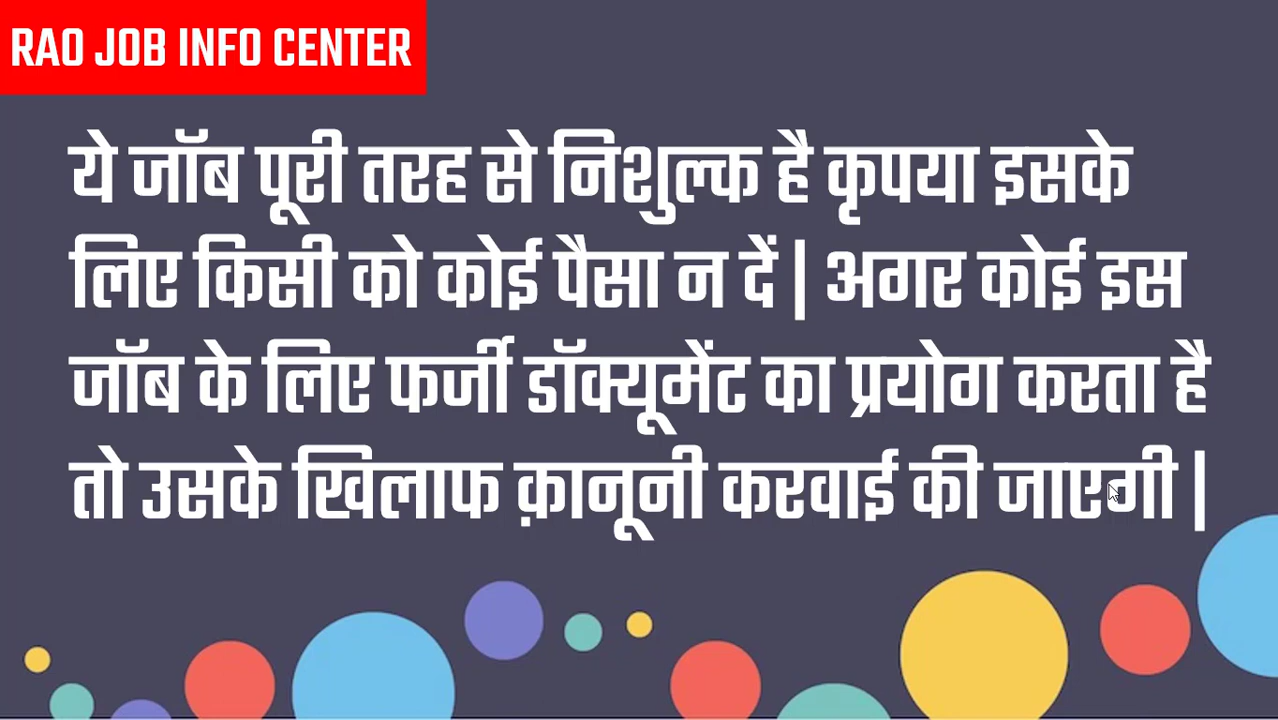 RAO JOB INFO CENTER
ये जॉब पूरी तरह से निशुल्क है कृपया इसके
लिए किसी को कोई पैसा न दें | अगर कोई इस
जॉब के लिए फर्जी डॉक्यूमेंट का प्रयोग करता है
तो उसके खिलाफ क़ानूनी करवाई की जाएगी |